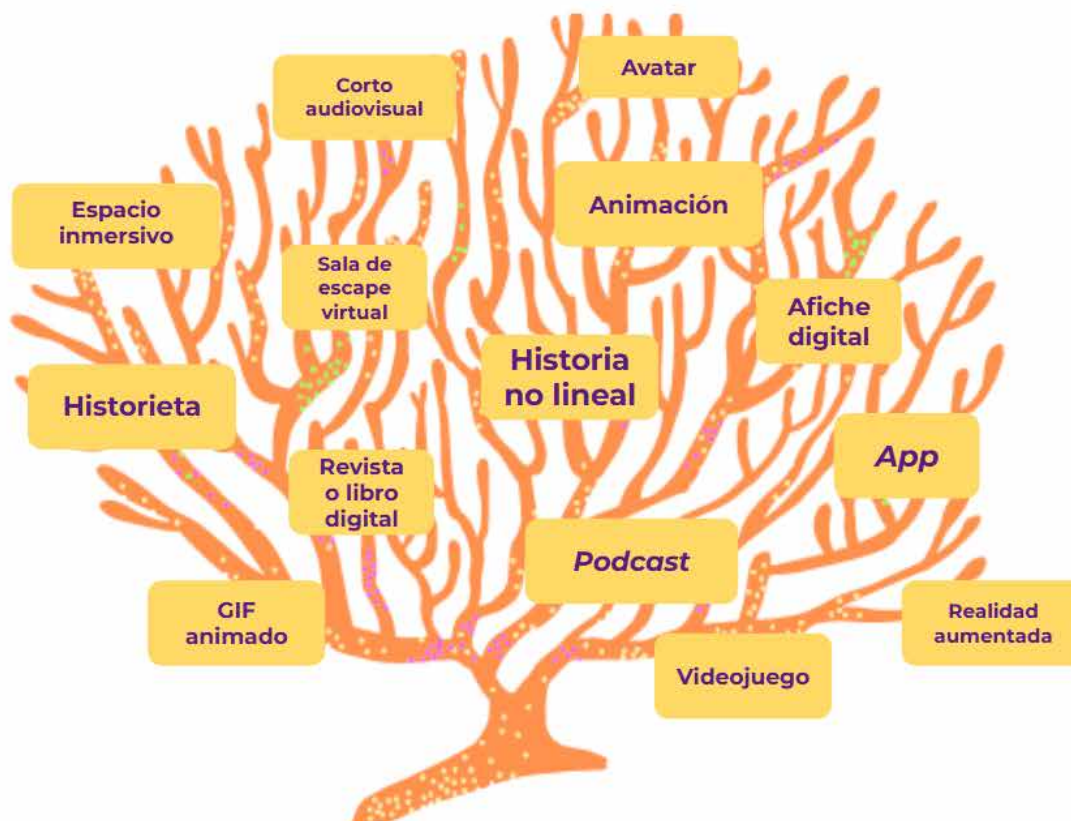 Corto
audiovisual
Avatar
Espacio
inmersivo
Animación
Sala de
escape
virtual
Afiche
digital
Historia
no lineal
Historieta
App
Revista
o libro
digital
Podcast
GIF
animado
Realidad
aumentada
Videojuego